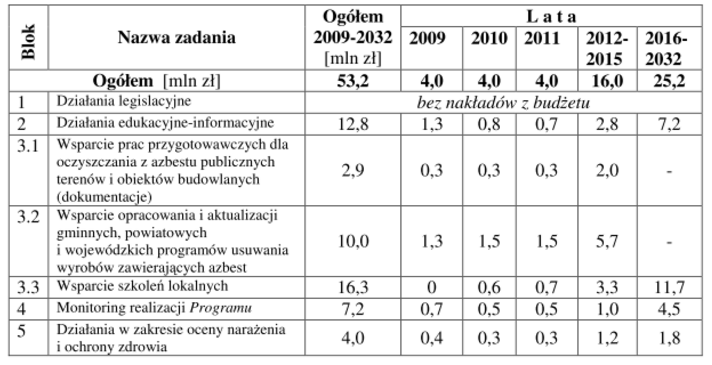 Blok Nazwa zadania Ogółem 2009-2032 [mln zł] L a t a
2009 2010 2011 2012-2015 2016-2032
Ogółem [mln zł] 53,2 4,0 4,0 4,0 16,0 25,2
1 Działania legislacyjne bez nakładów z budżetu
2 Działania edukacyjne-informacyjne 12,8 1,3 0,8 0,7 2,8 7,2
3.1 Wsparcie prac przygotowawczych dla
oczyszczania z azbestu publicznych
terenów i obiektów budowlanych
(dokumentacje) 2,9 0,3 0,3 0,3 2,0 -
3.2 Wsparcie opracowania i aktualizacji
gminnych, powiatowych
i wojewódzkich programów usuwania
wyrobów zawierających azbest 10,0 1,3 1,5 1,5 5,7 -
3.3 Wsparcie szkoleń lokalnych 16,3 0 0,6 0,7 3,3 11,7
4 Monitoring realizacji Programu 7,2 0,7 0,5 0,5 1,0 4,5
5 Działania w zakresie oceny narażenia
i ochrony zdrowia 4,0 0,4 0,3 0,3 1,2 1,8